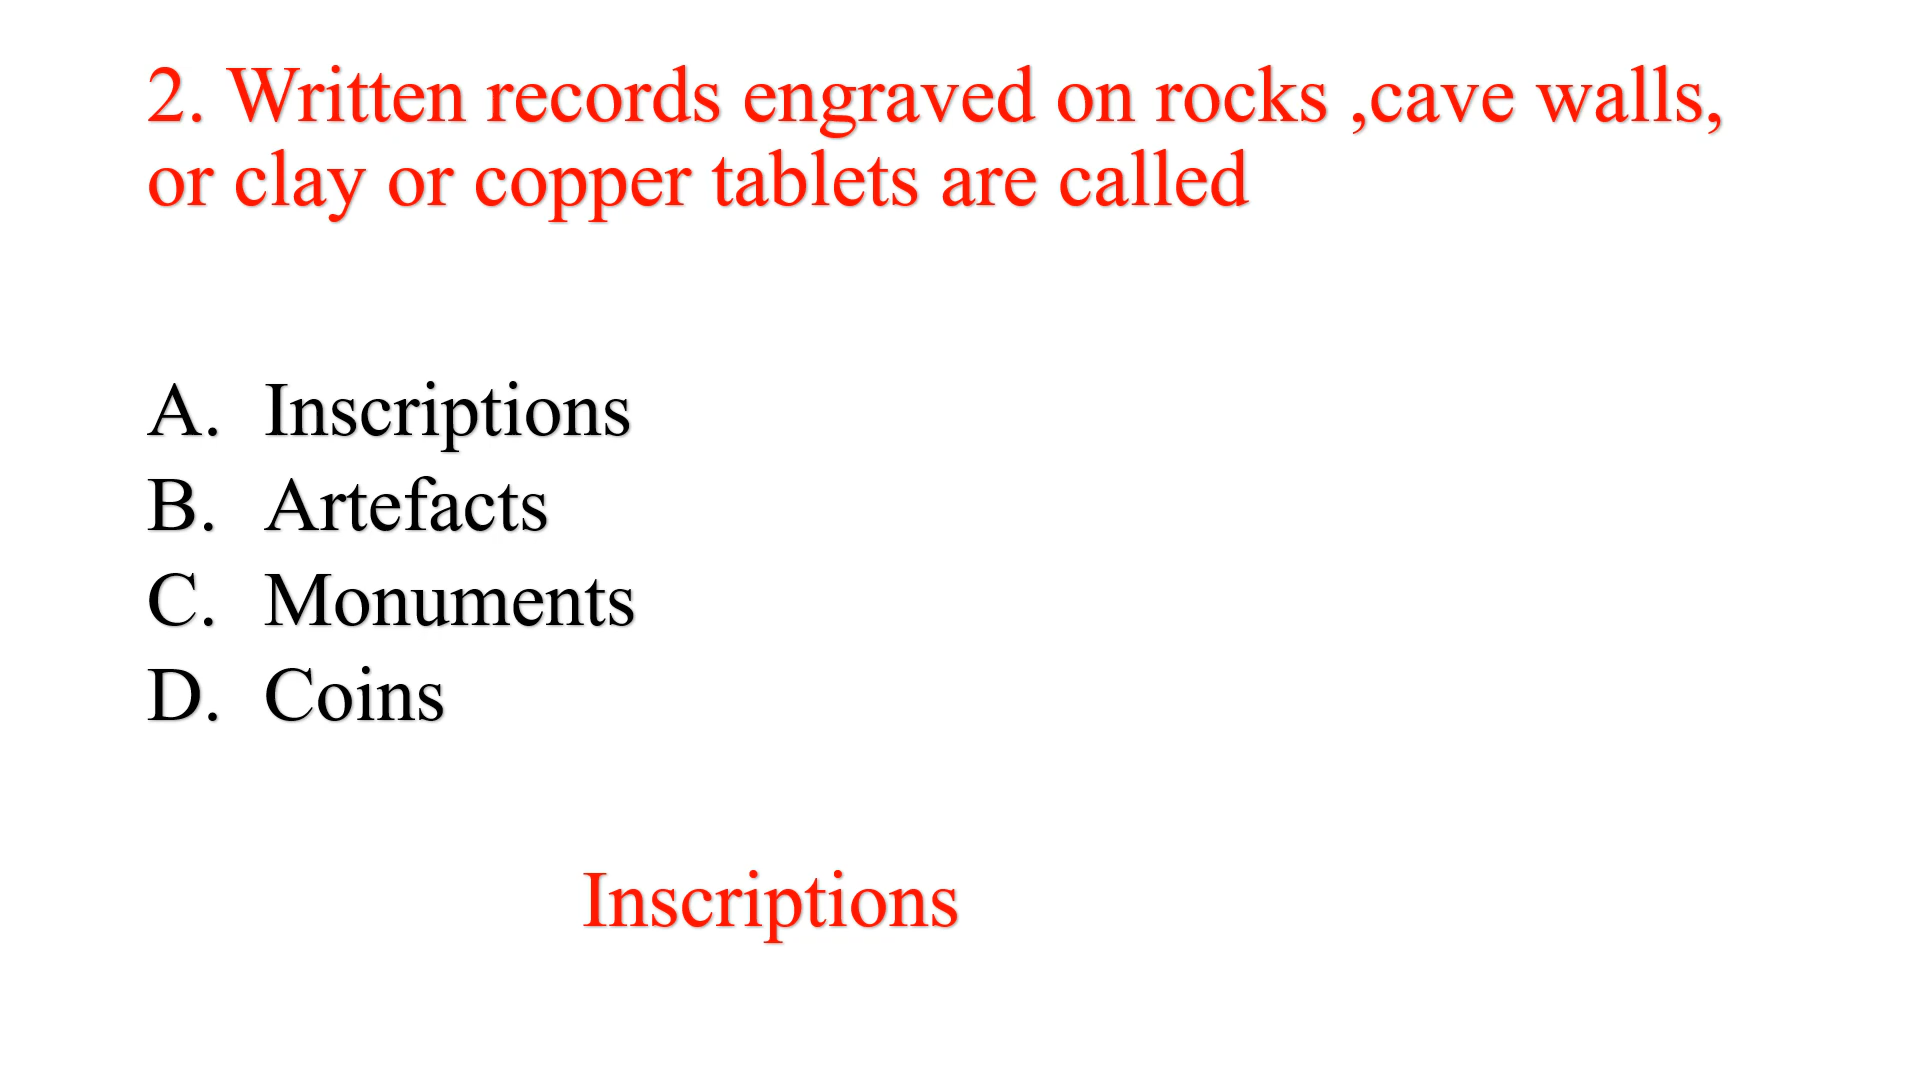 2. Written records engraved on rocks ,cave walls,
or clay or copper tablets are called
A. Inscriptions
B. Artefacts
C. Monuments
D. Coins
Inscriptions